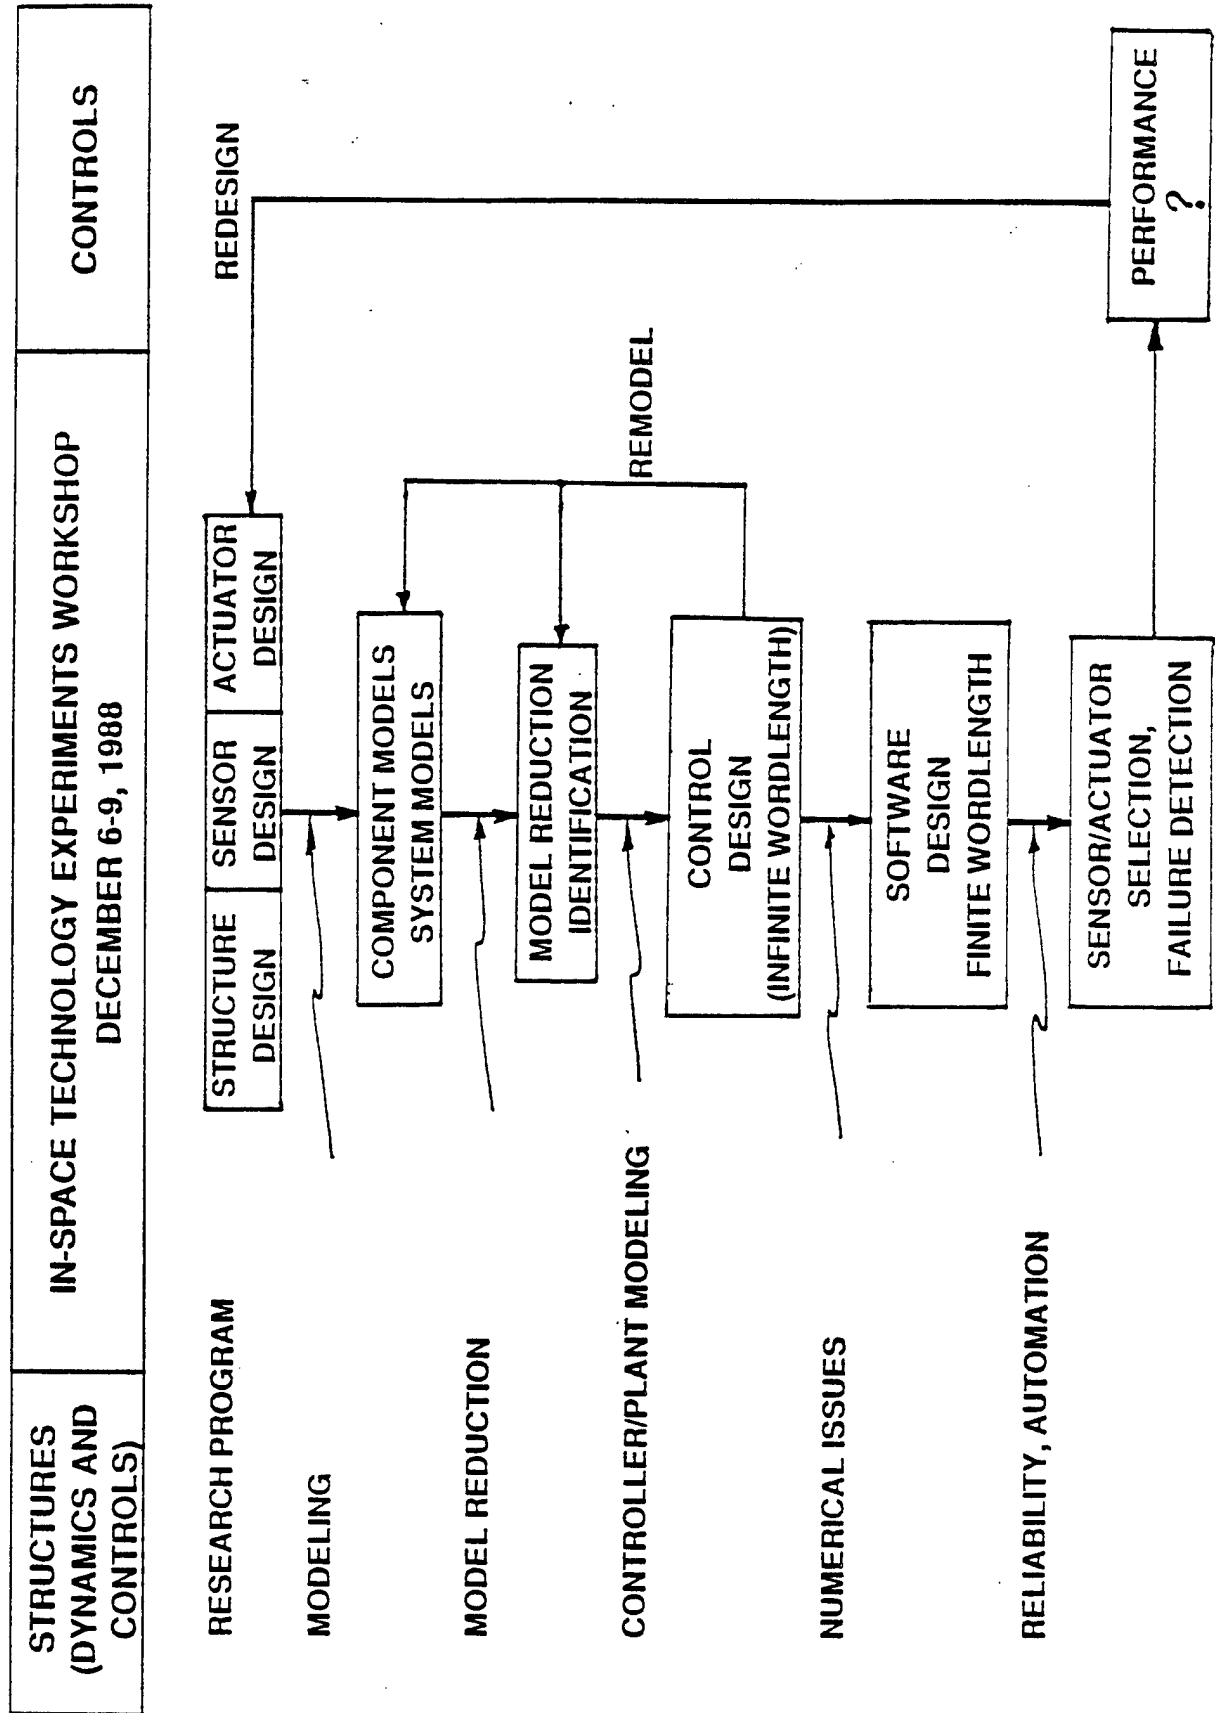 STRUCTURES
(DYNAMICS AND
CONTROLS)
IN-SPACE TECHNOLOGY EXPERIMENTS WORKSHOP
DECEMBER 6-9, 1988
CONTROLS
RESEARCH PROGRAM
STRUCTURE
DESIGN
SENSOR
DESIGN
ACTUATOR
DESIGN
REDESIGN
MODELING
COMPONENT MODELS
SYSTEM MODELS
MODEL REDUCTION
MODEL REDUCTION
IDENTIFICATION
REMODEL
CONTROLLER/PLANT MODELING
CONTROL
DESIGN
(INFINITE WORDLENGTH)
NUMERICAL ISSUES
SOFTWARE
DESIGN
FINITE WORDLENGTH
RELIABILITY, AUTOMATION
SENSOR/ACTUATOR
SELECTION,
FAILURE DETECTION
PERFORMANCE
?